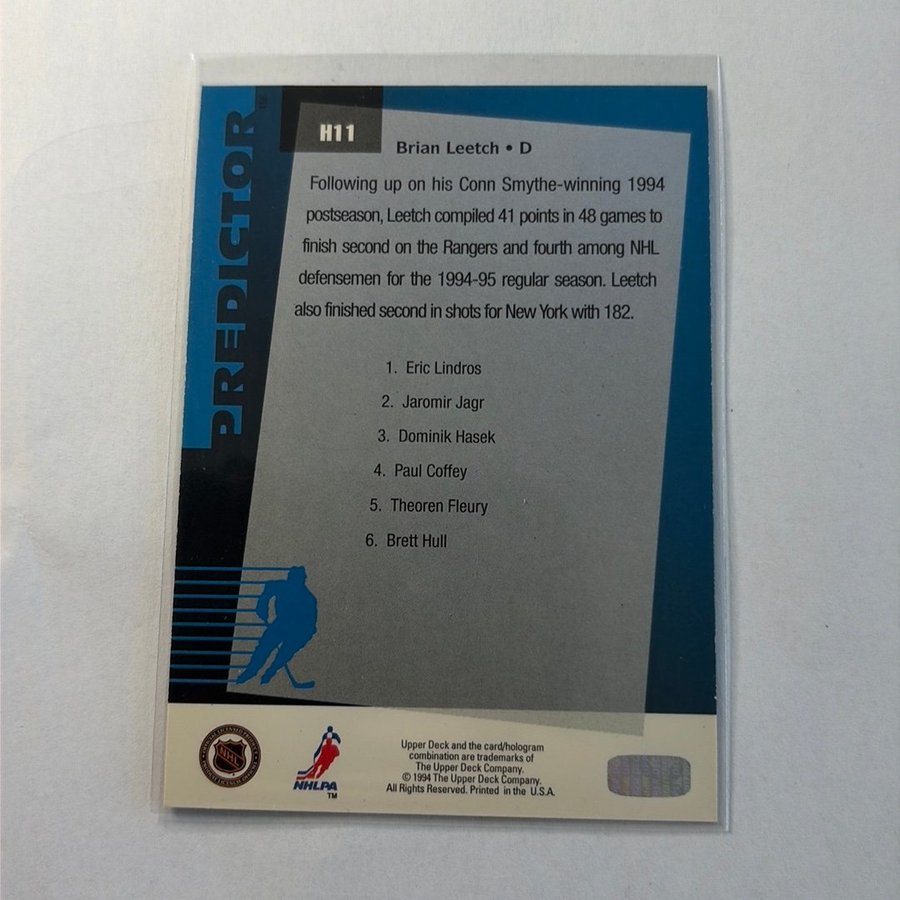 PREDICTOR™
H11
Brian Leetch • D
Following up on his Conn Smythe-winning 1994
postseason, Leetch compiled 41 points in 48 games to
finish second on the Rangers and fourth among NHL
defensemen for the 1994-95 regular season. Leetch
also finished second in shots for New York with 182.
1. Eric Lindros
2. Jaromir Jagr
3. Dominik Hasek
4. Paul Coffey
5. Theoren Fleury
6. Brett Hull
NHL
NHLPA
TM
Upper Deck and the card/hologram
combination are trademarks of
The Upper Deck Company.
© 1994 The Upper Deck Company.
All Rights Reserved. Printed in the U.S.A.